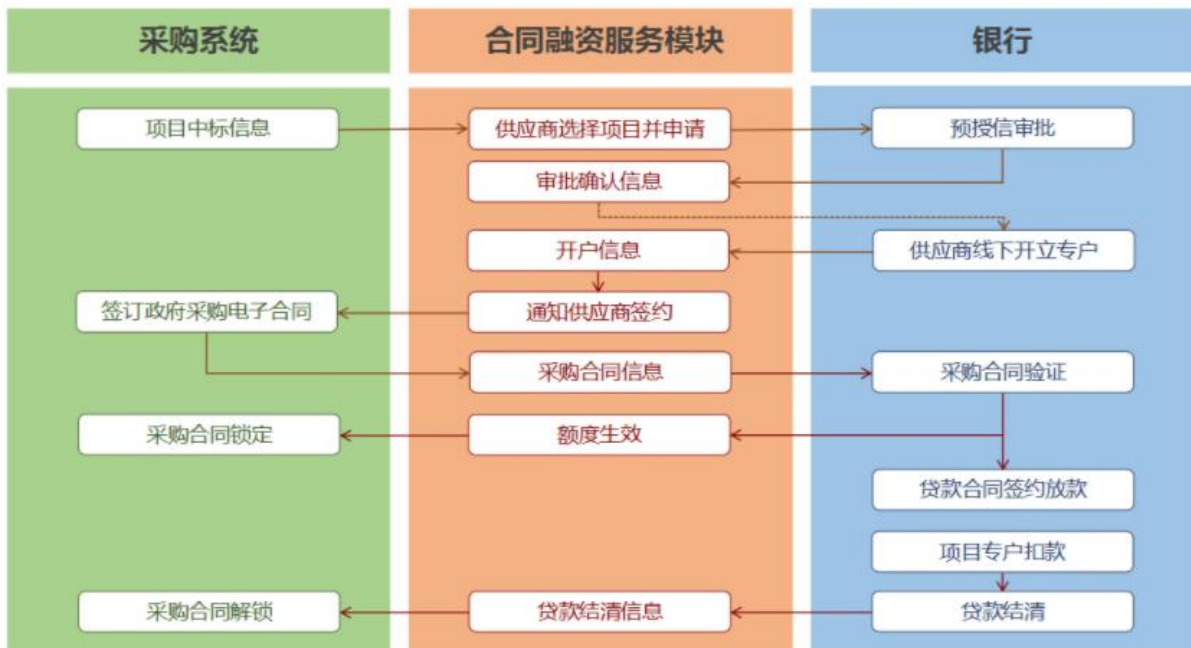 采购系统
合同融资服务模块
银行
项目中标信息
供应商选择项目并申请
预授信审批
审批确认信息
开户信息
供应商线下开立专户
签订政府采购电子合同
通知供应商签约
采购合同信息
采购合同验证
采购合同锁定
额度生效
贷款合同签约放款
项目专户扣款
采购合同解锁
贷款结清信息
贷款结清